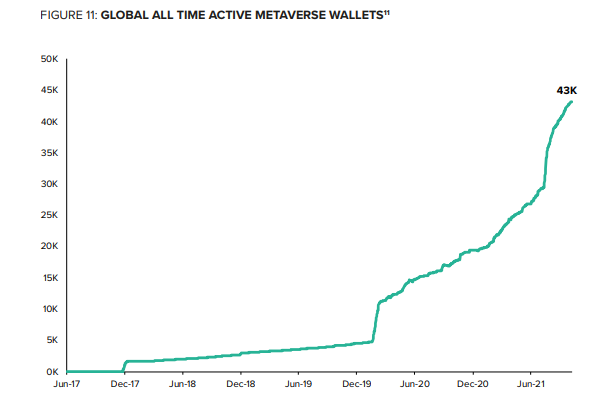 FIGURE 11: GLOBAL ALL TIME ACTIVE METAVERSE WALLETS¹¹
50K
45K
43K
40K
35K
30K
25K
20K
15K
10K
5K
0K
Jun-17 Dec-17 Jun-18 Dec-18 Jun-19 Dec-19 Jun-20 Dec-20 Jun-21